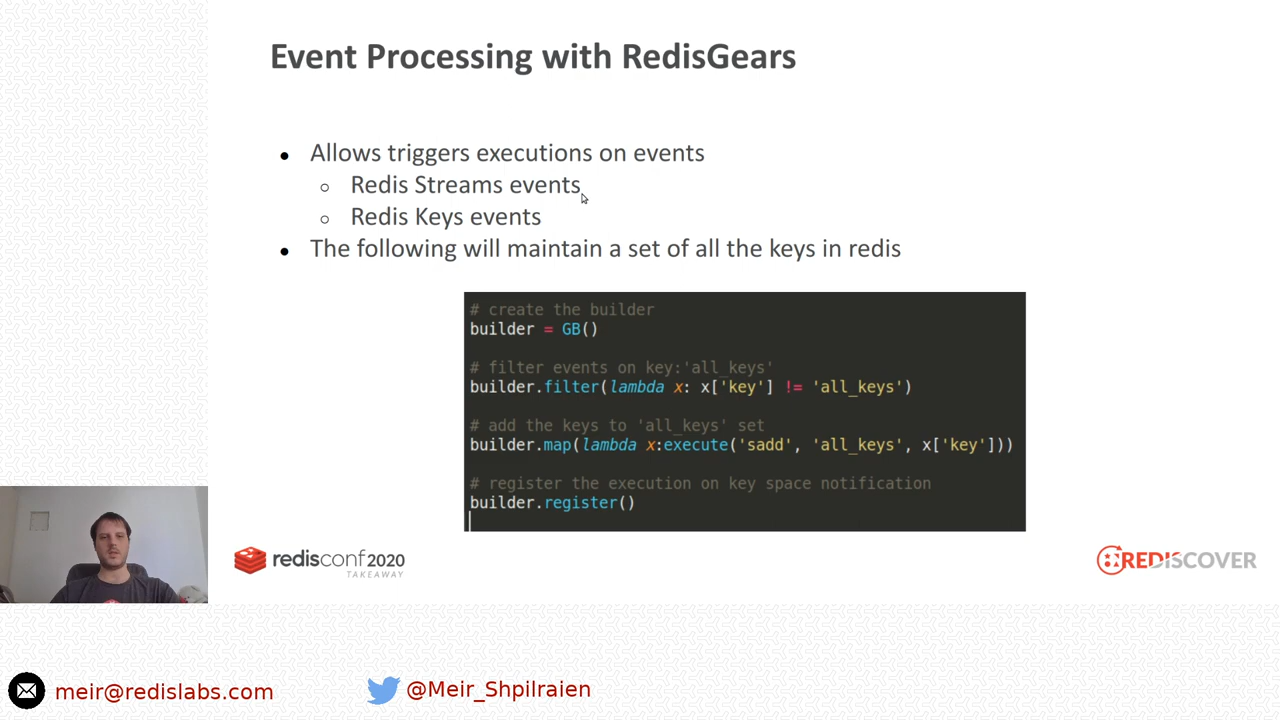 Event Processing with RedisGears
● Allows triggers executions on events
○ Redis Streams events
○ Redis Keys events
● The following will maintain a set of all the keys in redis
# create the builder
builder = GB()
# filter events on key:'all_keys'
builder.filter(lambda x: x['key'] != 'all_keys')
# add the keys to 'all_keys' set
builder.map(lambda x:execute('sadd', 'all_keys', x['key']))
# register the execution on key space notification
builder.register()
redisconf 2020
TAKEAWAY
REDISCOVER
meir@redislabs.com
@Meir_Shpilraien